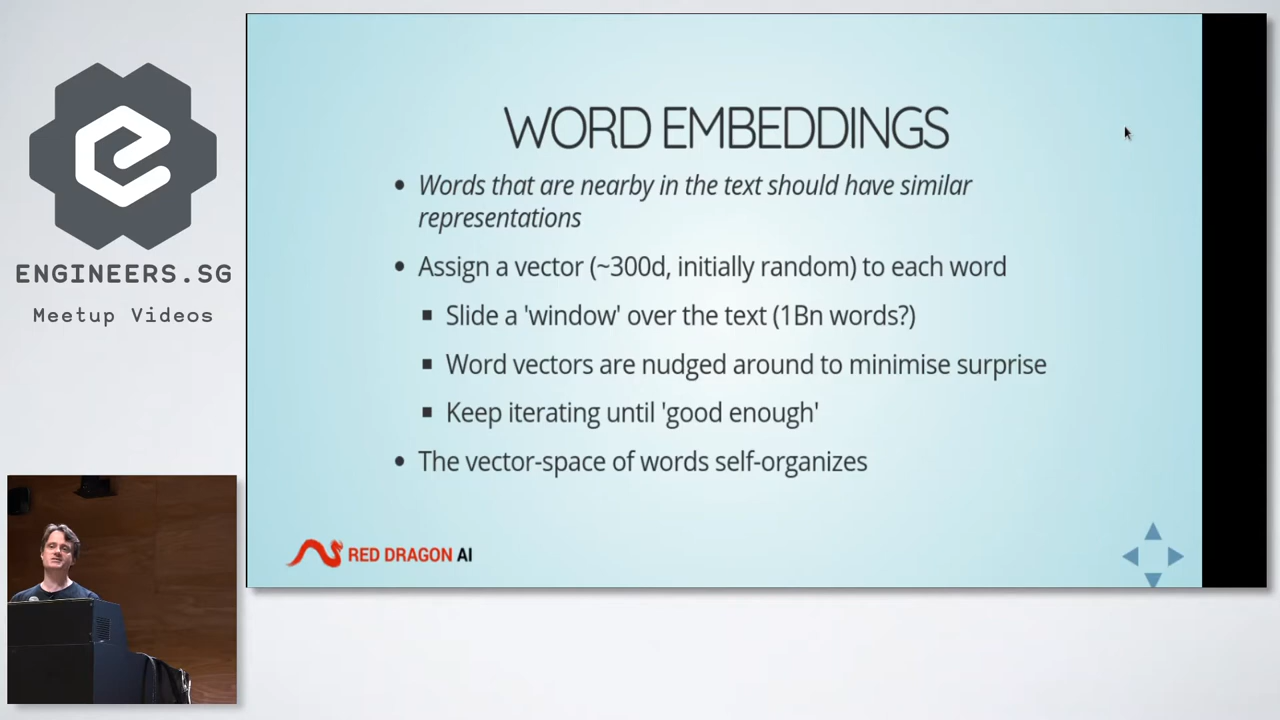 ENGINEERS.SG
Meetup Videos
WORD EMBEDDINGS
• Words that are nearby in the text should have similar
representations
• Assign a vector (~300d, initially random) to each word
▪ Slide a 'window' over the text (1Bn words?)
▪ Word vectors are nudged around to minimise surprise
▪ Keep iterating until 'good enough'
• The vector-space of words self-organizes
RED DRAGON AI